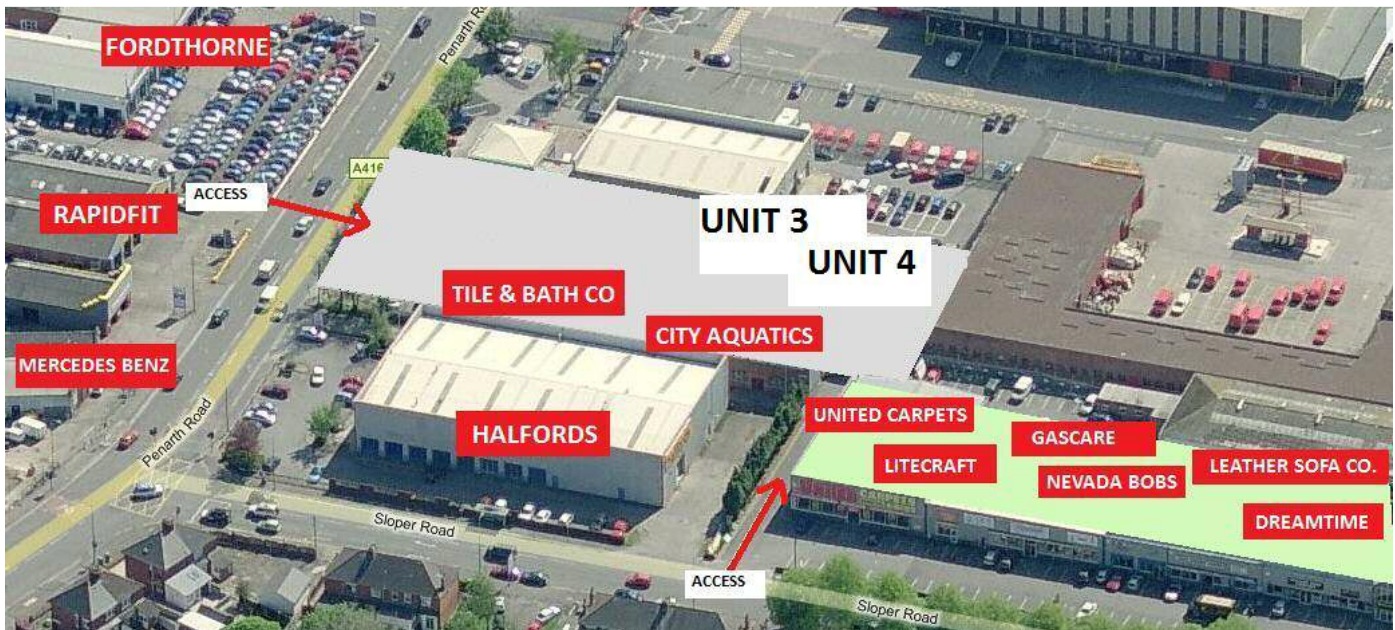 FORDTHORNE
Penarth Ro
A416
ACCESS
RAPIDFIT
UNIT 3
UNIT 4
TILE & BATH CO
CITY AQUATICS
MERCEDES BENZ
HALFORDS
UNITED CARPETS
GASCARE
LITECRAFT
LEATHER SOFA CO.
NEVADA BOBS
DREAMTIME
Penarth Road
Sloper Road
ACCESS
Sloper Road